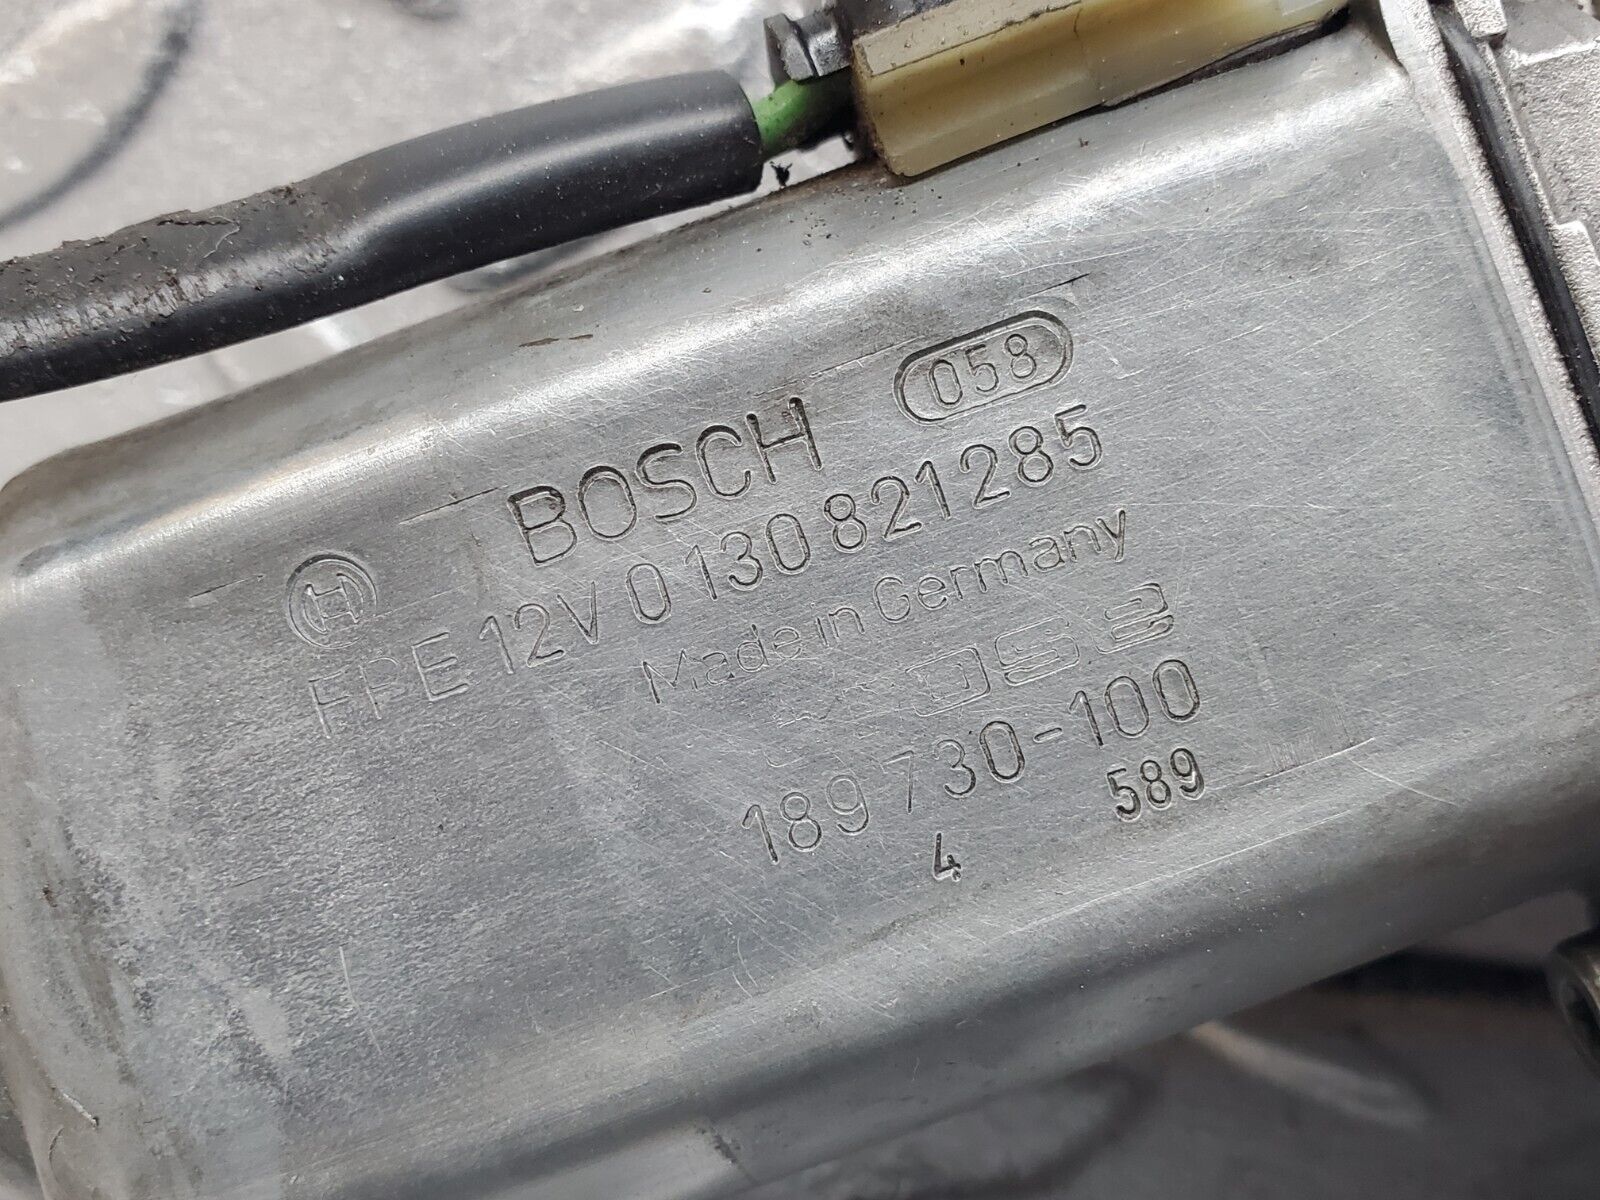 058
BOSCH
FPE 12V 0 130 821 285
Made in Germany
189 730-100
4 589